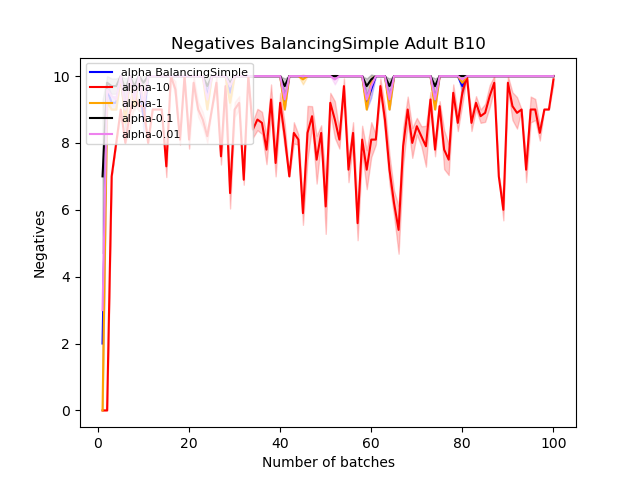 Negatives BalancingSimple Adult B10
alpha BalancingSimple
alpha-10
alpha-1
alpha-0.1
alpha-0.01
10
8
6
4
2
0
Negatives
0 20 40 60 80 100
Number of batches